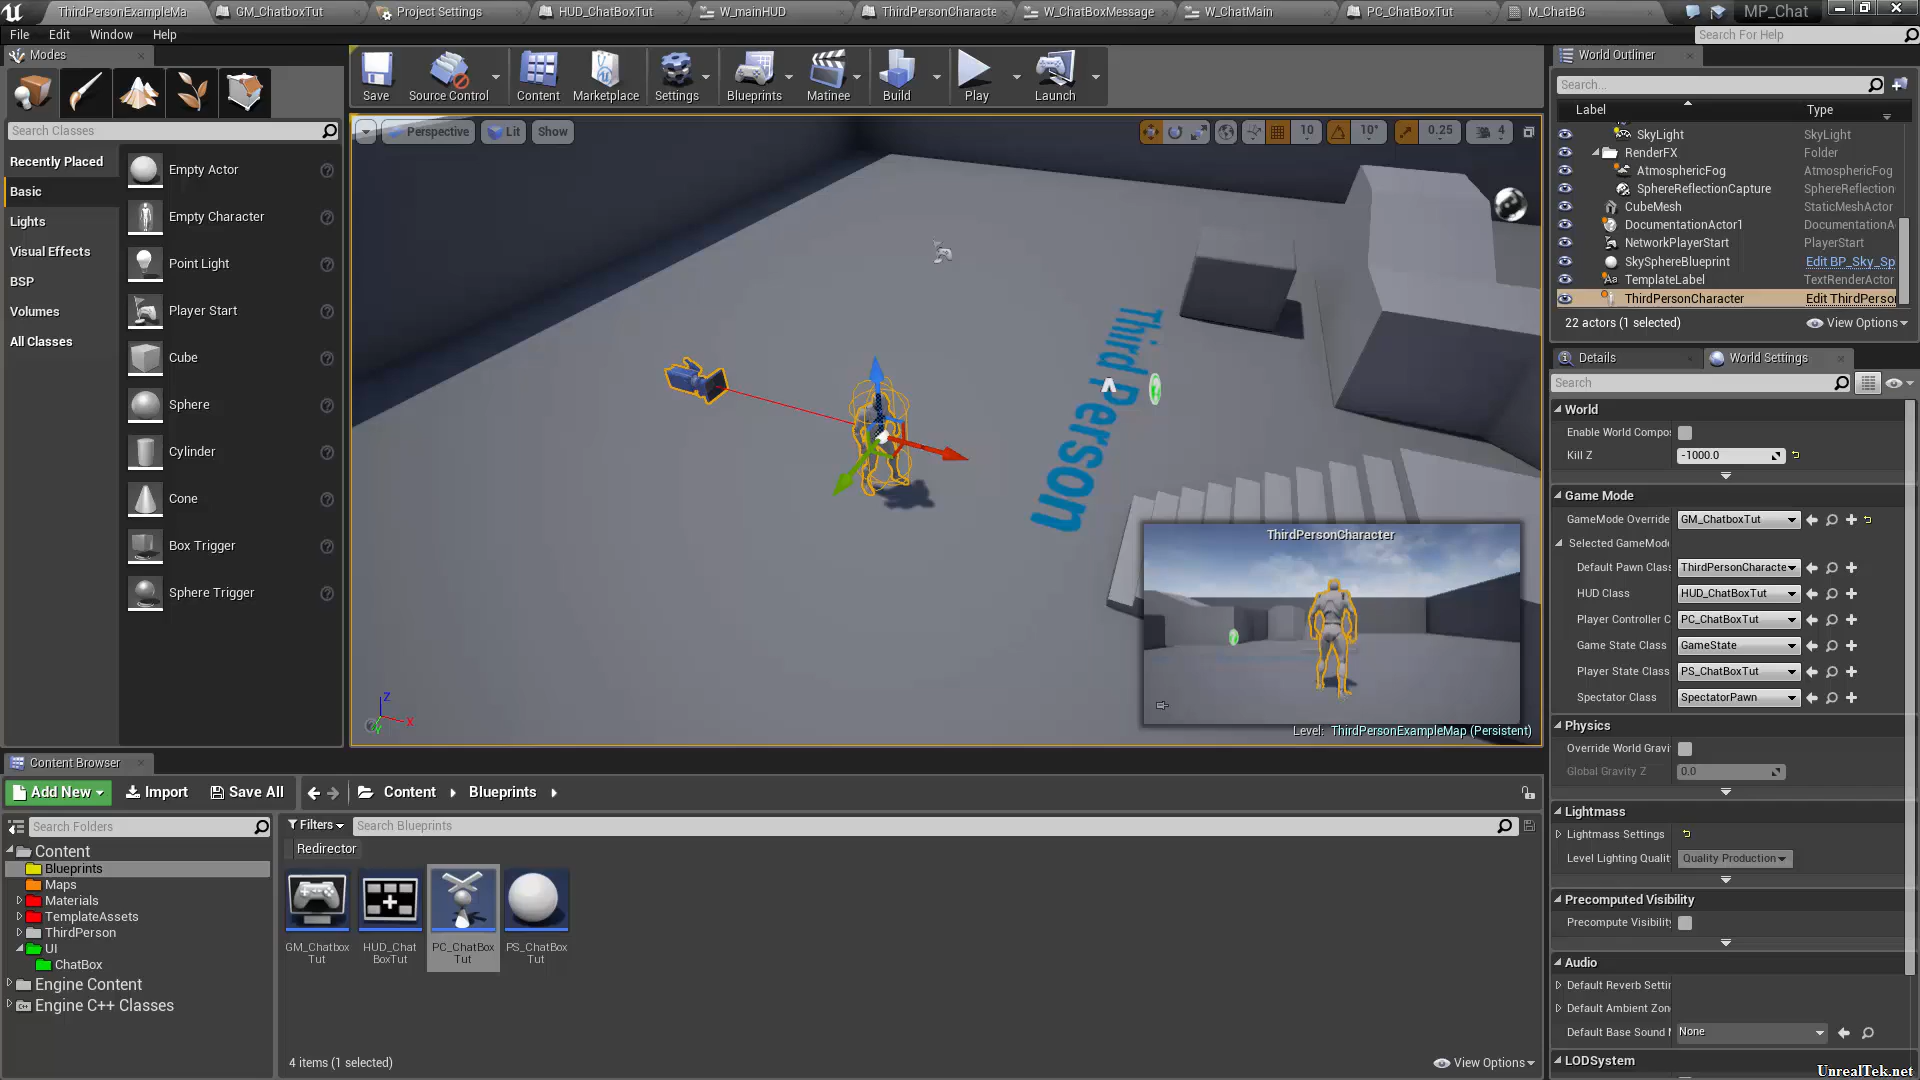 ThirdPersonExampleMa
GM_ChatboxTut
Project Settings
HUD_ChatBoxTut
W_mainHUD
ThirdPersonCharacte
W_ChatBoxMessage
W_ChatMain
PC_ChatBoxTut
M_ChatBG
MP_Chat
File Edit Window Help
Search For Help
Modes
Search Classes
Recently Placed
Basic
Lights
Visual Effects
BSP
Volumes
All Classes
Empty Actor
Empty Character
Point Light
Player Start
Cube
Sphere
Cylinder
Cone
Box Trigger
Sphere Trigger
Save
Source Control
Content
Marketplace
Settings
Blueprints
Matinee
Build
Play
Launch
Perspective
Lit
Show
10
10°
0.25
4
Third Person
ThirdPersonCharacter
Level: ThirdPersonExampleMap (Persistent)
X
Y
Z
World Outliner
Search...
Label Type
SkyLight SkyLight
RenderFX Folder
AtmosphericFog AtmosphericFog
SphereReflectionCapture SphereReflection
CubeMesh StaticMeshActor
DocumentationActor1 DocumentationA
NetworkPlayerStart PlayerStart
SkySphereBlueprint Edit BP_Sky_Sp
TemplateLabel TextRenderActor
ThirdPersonCharacter Edit ThirdPerson
22 actors (1 selected)
View Options
Details
World Settings
Search
World
Enable World Compos
Kill Z -1000.0
Game Mode
GameMode Override GM_ChatboxTut
Selected GameMode
Default Pawn Class ThirdPersonCharacte
HUD Class HUD_ChatBoxTut
Player Controller C PC_ChatBoxTut
Game State Class GameState
Player State Class PS_ChatBoxTut
Spectator Class SpectatorPawn
Physics
Override World Gravi
Global Gravity Z 0.0
Lightmass
Lightmass Settings
Level Lighting Qualit Quality Production
Precomputed Visibility
Precompute Visibility
Audio
Default Reverb Settin
Default Ambient Zon
Default Base Sound M None
LODSystem
Content Browser
Add New
Import
Save All
Content
Blueprints
Search Folders
Filters
Search Blueprints
Redirector
Content
Blueprints
Maps
Materials
TemplateAssets
ThirdPerson
UI
ChatBox
Engine Content
Engine C++ Classes
GM_Chatbox
Tut
HUD_Chat
BoxTut
PC_ChatBox
Tut
PS_ChatBox
Tut
4 items (1 selected)
View Options
UnrealTek.net